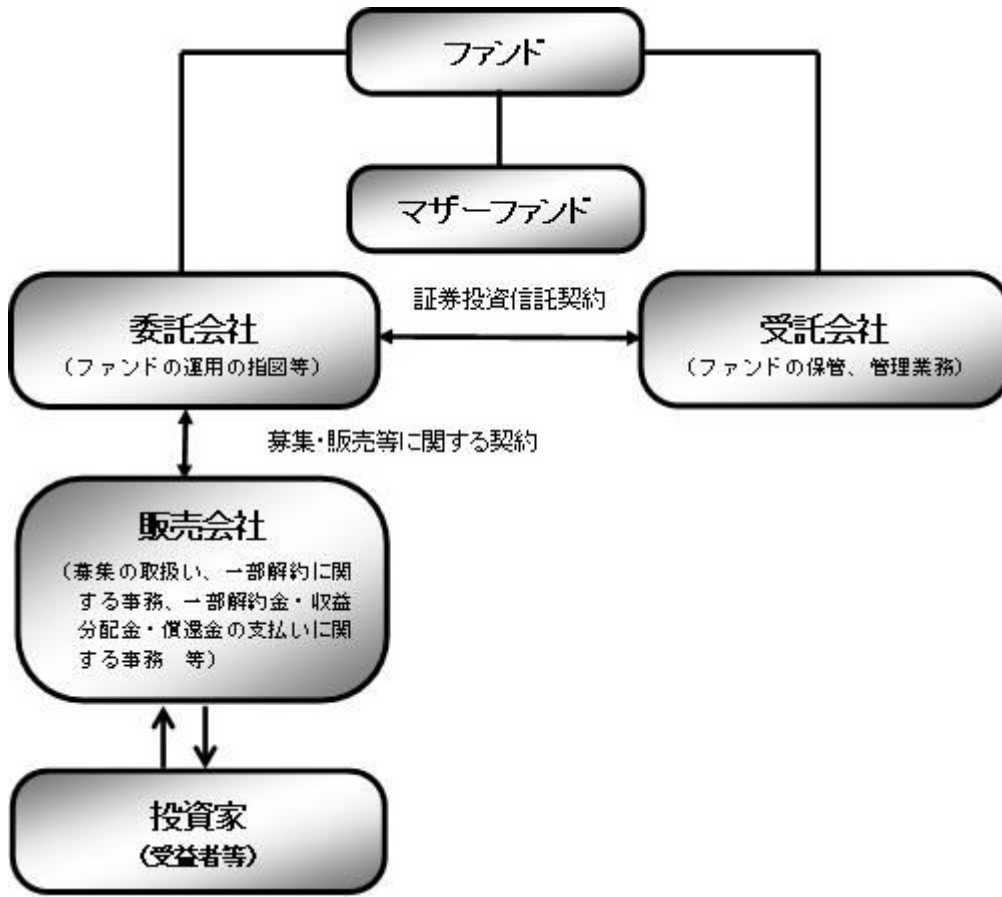 ファンド
マザーファンド
証券投資信託契約
委託会社
（ファンドの運用の指図等）
受託会社
（ファンドの保管、管理業務）
募集・販売等に関する契約
販売会社
（募集の取扱い、一部解約に関
する事務、一部解約金・収益
分配金・償還金の支払いに関
する事務　等）
投資家
（受益者等）